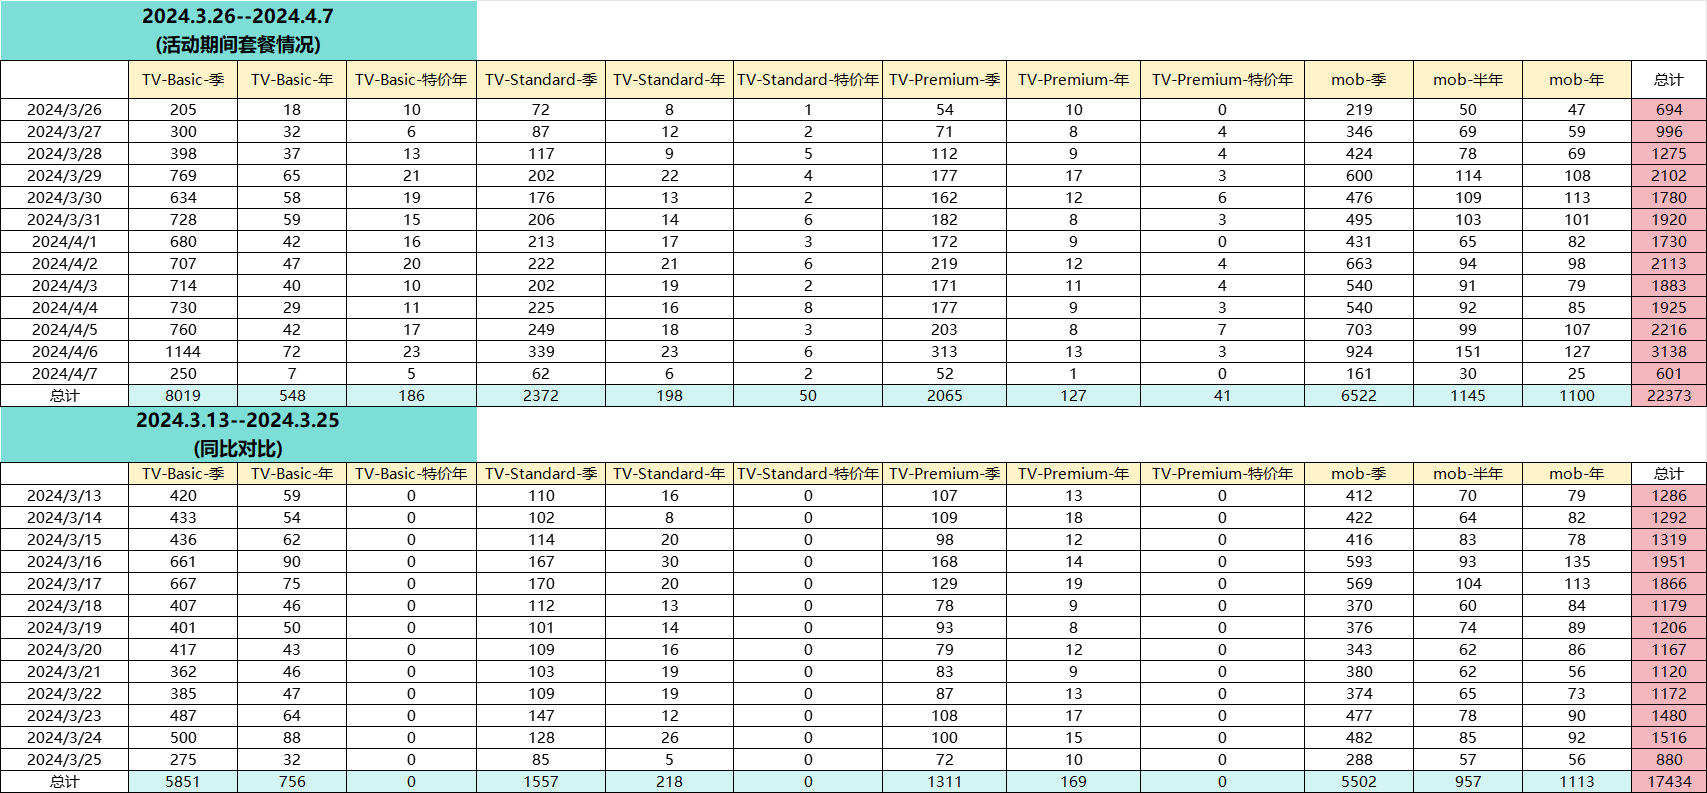 2024.3.26--2024.4.7
(活动期间套餐情况)
TV-Basic-季 TV-Basic-年 TV-Basic-特价年 TV-Standard-季 TV-Standard-年 TV-Standard-特价年 TV-Premium-季 TV-Premium-年 TV-Premium-特价年 mob-季 mob-半年 mob-年 总计
2024/3/26 205 18 10 72 8 1 54 10 0 219 50 47 694
2024/3/27 300 32 6 87 12 2 71 8 4 346 69 59 996
2024/3/28 398 37 13 117 9 5 112 9 4 424 78 69 1275
2024/3/29 769 65 21 202 22 4 177 17 3 600 114 108 2102
2024/3/30 634 58 19 176 13 2 162 12 6 476 109 113 1780
2024/3/31 728 59 15 206 14 6 182 8 3 495 103 101 1920
2024/4/1 680 42 16 213 17 3 172 9 0 431 65 82 1730
2024/4/2 707 47 20 222 21 6 219 12 4 663 94 98 2113
2024/4/3 714 40 10 202 19 2 171 11 4 540 91 79 1883
2024/4/4 730 29 11 225 16 8 177 9 3 540 92 85 1925
2024/4/5 760 42 17 249 18 3 203 8 7 703 99 107 2216
2024/4/6 1144 72 23 339 23 6 313 13 3 924 151 127 3138
2024/4/7 250 7 5 62 6 2 52 1 0 161 30 25 601
总计 8019 548 186 2372 198 50 2065 127 41 6522 1145 1100 22373
2024.3.13--2024.3.25
(同比对比)
TV-Basic-季 TV-Basic-年 TV-Basic-特价年 TV-Standard-季 TV-Standard-年 TV-Standard-特价年 TV-Premium-季 TV-Premium-年 TV-Premium-特价年 mob-季 mob-半年 mob-年 总计
2024/3/13 420 59 0 110 16 0 107 13 0 412 70 79 1286
2024/3/14 433 54 0 102 8 0 109 18 0 422 64 82 1292
2024/3/15 436 62 0 114 20 0 98 12 0 416 83 78 1319
2024/3/16 661 90 0 167 30 0 168 14 0 593 93 135 1951
2024/3/17 667 75 0 170 20 0 129 19 0 569 104 113 1866
2024/3/18 407 46 0 112 13 0 78 9 0 370 60 84 1179
2024/3/19 401 50 0 101 14 0 93 8 0 376 74 89 1206
2024/3/20 417 43 0 109 16 0 79 12 0 343 62 86 1167
2024/3/21 362 46 0 103 19 0 83 9 0 380 62 56 1120
2024/3/22 385 47 0 109 19 0 87 13 0 374 65 73 1172
2024/3/23 487 64 0 147 12 0 108 17 0 477 78 90 1480
2024/3/24 500 88 0 128 26 0 100 15 0 482 85 92 1516
2024/3/25 275 32 0 85 5 0 72 10 0 288 57 56 880
总计 5851 756 0 1557 218 0 1311 169 0 5502 957 1113 17434